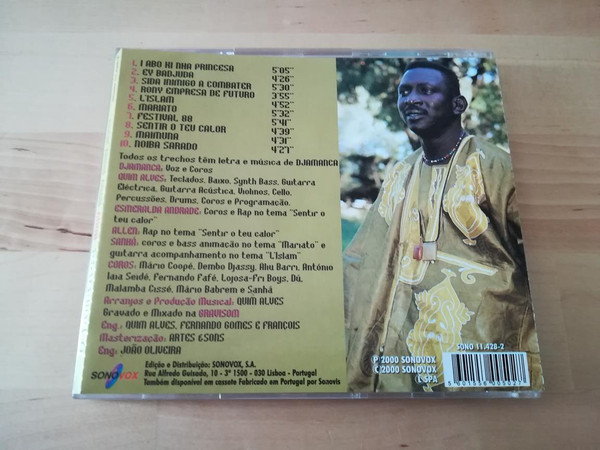 1. I ABO KI NHA PRINCESA 5'05"
2. EY BADJUDA 4'26"
3. SIDA INIMIGO A COMBATER 5'30"
4. RONY EMPRESA DE FUTURO 3'55"
5. L'ISLAM 4'52"
6. MARIATO 5'32"
7. FESTIVAL 88 5'41"
8. SENTIR O TEU CALOR 4'39"
9. MAIMUNA 4'31"
10. NOIBA SARADO 4'27"
Todos os trechos têm letra e música de DJAMANCA
DJAMANCA: Voz e Coros
QUIM ALVES: Teclados, Baixo, Synth Bass, Guitarra
Eléctrica, Guitarra Acústica, Violinos, Cello,
Percussões, Drums, Coros e Programação.
ESMERALDA ANDRADE: Coros e Rap no tema "Sentir o
teu calor"
ALLEN: Rap no tema "Sentir o teu calor"
SANHÁ: coros e bass animação no tema "Mariato" e
guitarra acompanhamento no tema "L'Islam"
COROS: Mário Coopé, Dembo Djassy, Abu Barri, António
Iaia Seidé, Fernando Fafé, Lojosa-Fri Boys, Dú,
Malamba Cissé, Mário Babrem e Sanhá
Arranjos e Produção Musical: QUIM ALVES
Gravado e Mixado na GRAVISOM
Eng.: QUIM ALVES, FERNANDO GOMES E FRANÇOIS
Masterização: ARTES & SONS
Eng: JOÃO OLIVEIRA
SONOVOX
Edição e Distribuição: SONOVOX, S.A.
Rua Alfredo Guisado, 10 - 3º 1500 - 030 Lisboa - Portugal
Também disponível em cassete Fabricado em Portugal por Sonovis
P 2000 SONOVOX
C 2000 SONOVOX
L SPA
SONO 11.428-2